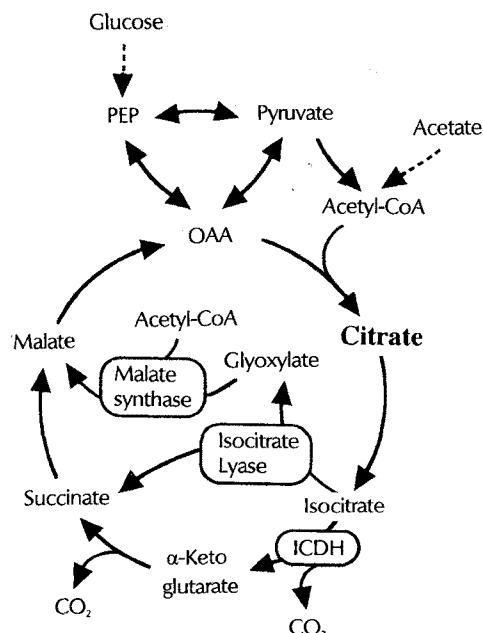 Glucose
PEP
Pyruvate
Acetate
Acetyl-CoA
OAA
Citrate
Acetyl-CoA
Malate
Glyoxylate
Malate
synthase
Isocitrate
Lyase
Succinate
Isocitrate
ICDH
α-Keto
glutarate
CO₂
CO₂